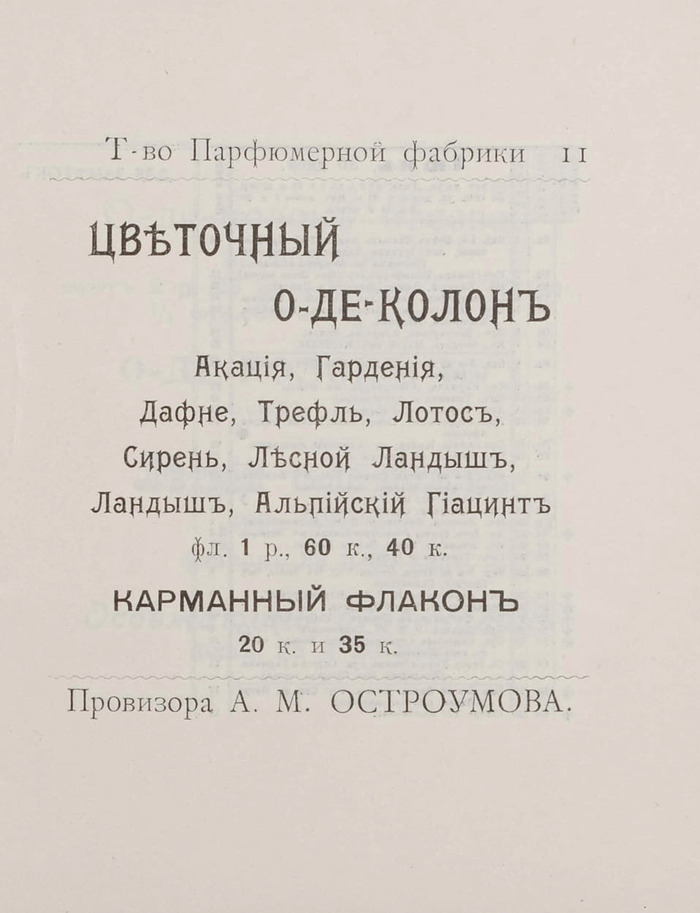 Т-во Парфюмерной фабрики 11
ЦВѢТОЧНЫЙ
О-ДЕ-КОЛОНЪ
Акація, Гарденія,
Дафне, Трефль, Лотосъ,
Сирень, Лѣсной Ландышъ,
Ландышъ, Альпійскій Гіацинтъ
фл. 1 р., 60 к., 40 к.
КАРМАННЫЙ ФЛАКОНЪ
20 к. и 35 к.
Провизора А. М. ОСТРОУМОВА.